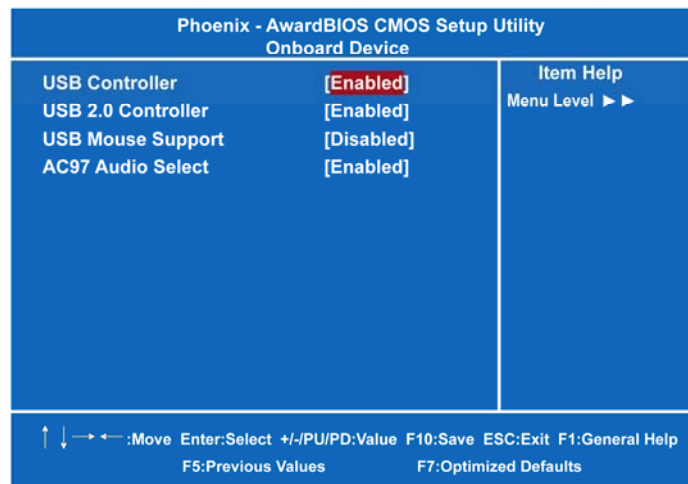 Phoenix - AwardBIOS CMOS Setup Utility
Onboard Device
USB Controller [Enabled]
USB 2.0 Controller [Enabled]
USB Mouse Support [Disabled]
AC97 Audio Select [Enabled]
Item Help
Menu Level ►►
↑ ↓ → ← :Move Enter:Select +/-/PU/PD:Value F10:Save ESC:Exit F1:General Help
F5:Previous Values F7:Optimized Defaults